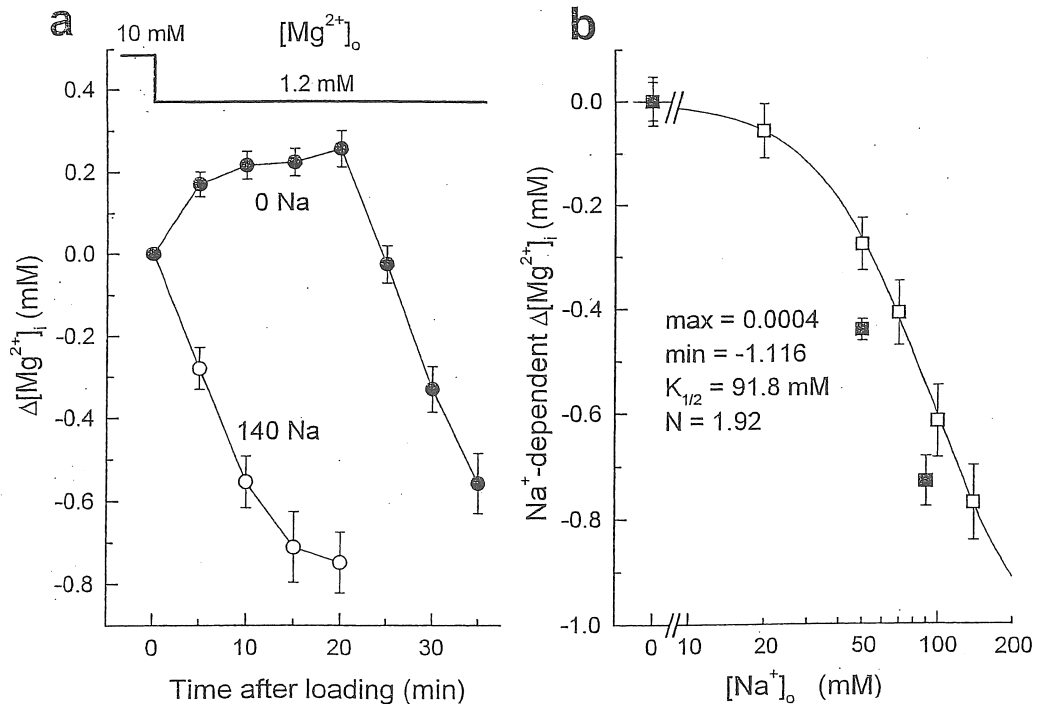 a
10 mM
[Mg²⁺]ₒ
1.2 mM
0.4
0.2
0.0
-0.2
-0.4
-0.6
-0.8
Δ[Mg²⁺]ᵢ (mM)
0 Na
140 Na
0 10 20 30
Time after loading (min)
b
0.0
-0.2
-0.4
-0.6
-0.8
-1.0
Na⁺-dependent Δ[Mg²⁺]ᵢ (mM)
max = 0.0004
min = -1.116
K₁/₂ = 91.8 mM
N = 1.92
0 10 20 50 100 200
[Na⁺]ₒ (mM)